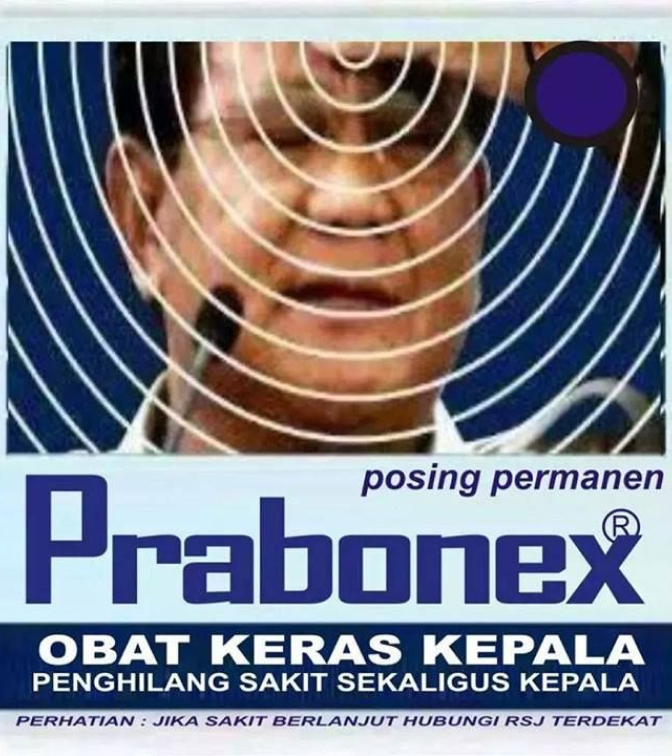 posing permanen
Prabonex®
OBAT KERAS KEPALA
PENGHILANG SAKIT SEKALIGUS KEPALA
PERHATIAN : JIKA SAKIT BERLANJUT HUBUNGI RSJ TERDEKAT